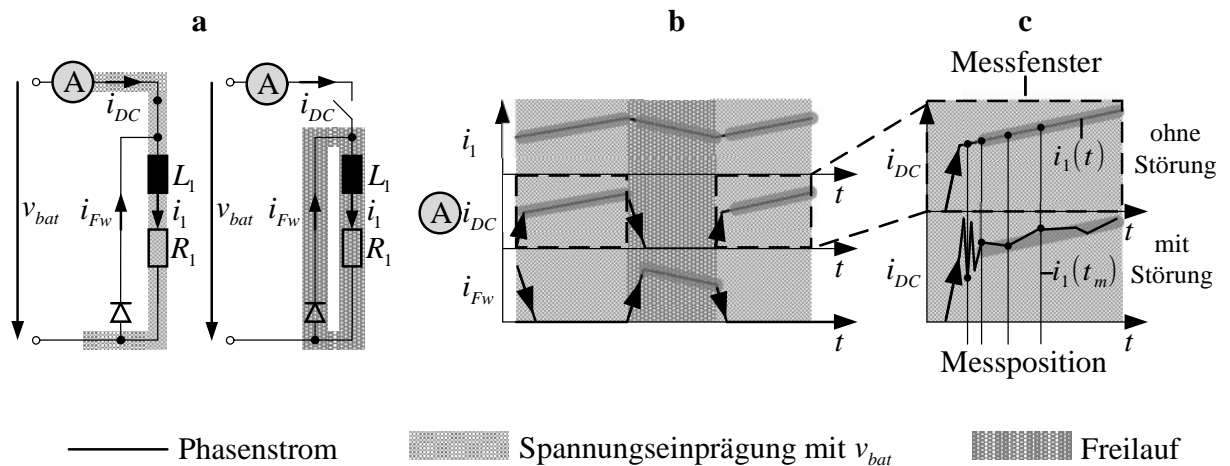 a
b
c
A
i_DC
v_bat
i_Fw
L_1
i_1
R_1
A
i_DC
v_bat
i_Fw
L_1
i_1
R_1
i_1
t
A i_DC
t
i_Fw
t
Messfenster
i_DC
i_1(t)
ohne
Störung
t
i_DC
i_1(t_m)
mit
Störung
t
Messposition
Phasenstrom
Spannungseinprägung mit v_bat
Freilauf